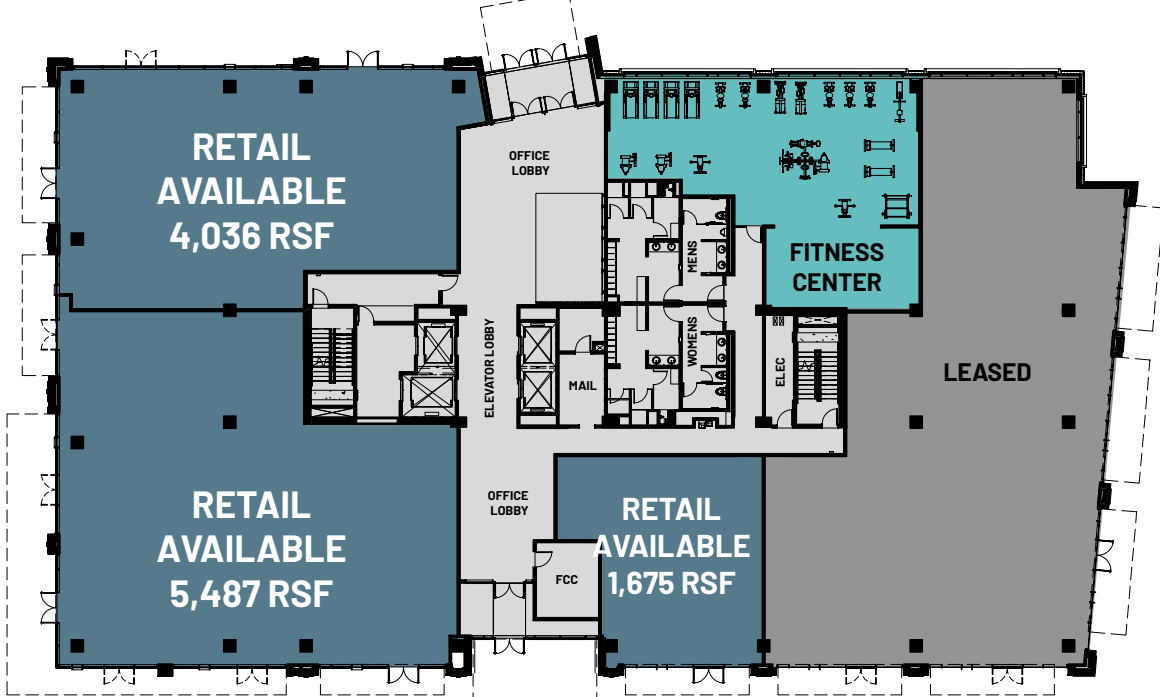 RETAIL
AVAILABLE
4,036 RSF
OFFICE
LOBBY
MENS
FITNESS
CENTER
ELEVATOR LOBBY
MAIL
WOMENS
ELEC
LEASED
RETAIL
AVAILABLE
5,487 RSF
OFFICE
LOBBY
FCC
RETAIL
AVAILABLE
1,675 RSF